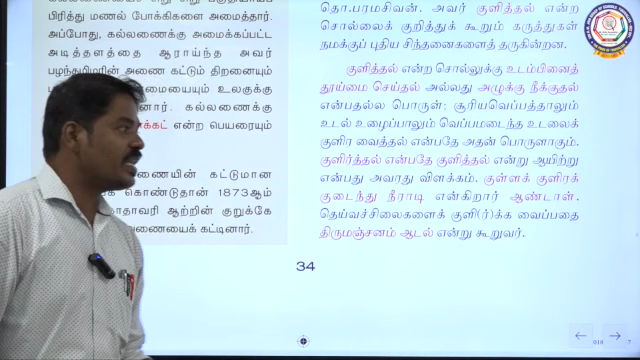 பிரித்து மணல் போக்கிகளை அமைத்தார்.
அப்போது, கல்லணைக்கு அமைக்கப்பட்ட
அடித்தளத்தை ஆராய்ந்த அவர்
பழந்தமிழரின் அணை கட்டும் திறனையும்
மையையும் உலகுக்கு
கல்லணைக்கு
என்ற பெயரையும்
கட்டுமான
கொண்டுதான் 1873ஆம்
ஆற்றின் குறுக்கே
அணையைக் கட்டினார்.
தொ.பரமசிவன். அவர் குளித்தல் என்ற
சொல்லைக் குறித்துக் கூறும் கருத்துகள்
நமக்குப் புதிய சிந்தனைகளைத் தருகின்றன.
குளித்தல் என்ற சொல்லுக்கு உடம்பினைத்
தூய்மை செய்தல் அல்லது அழுக்கு நீக்குதல்
என்பதல்ல பொருள்: சூரியவெப்பத்தாலும்
உடல் உழைப்பாலும் வெப்பமடைந்த உடலைக்
குளிர வைத்தல் என்பதே அதன் பொருளாகும்.
குளிர்த்தல் என்பதே குளித்தல் என்று ஆயிற்று
என்பது அவரது விளக்கம். குள்ளக் குளிரக்
குடைந்து நீராடி என்கிறார் ஆண்டாள்.
தெய்வச்சிலைகளைக் குளி(ர்)க்க வைப்பதை
திருமஞ்சனம் ஆடல் என்று கூறுவர்.
34